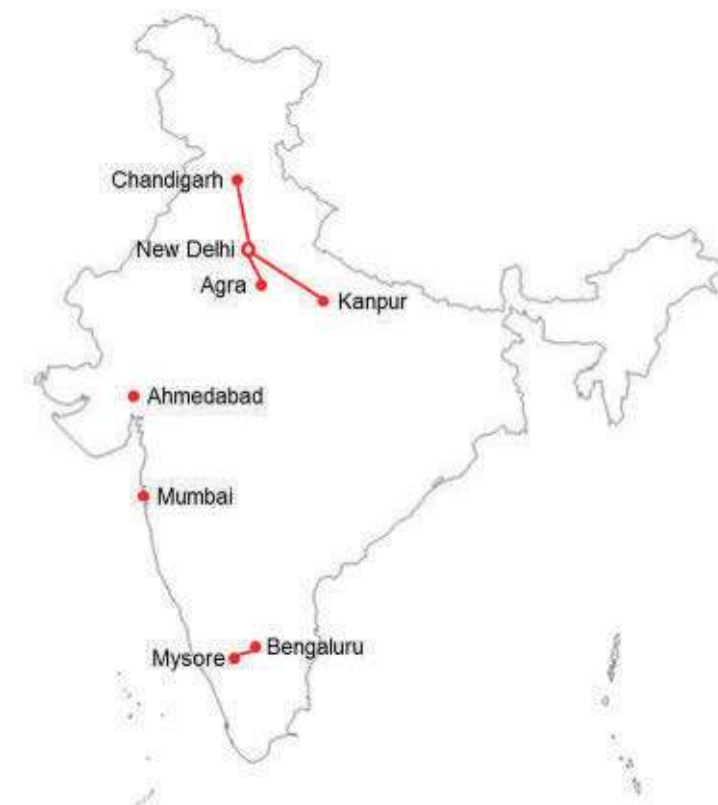 Chandigarh
New Delhi
Agra
Kanpur
Ahmedabad
Mumbai
Bengaluru
Mysore